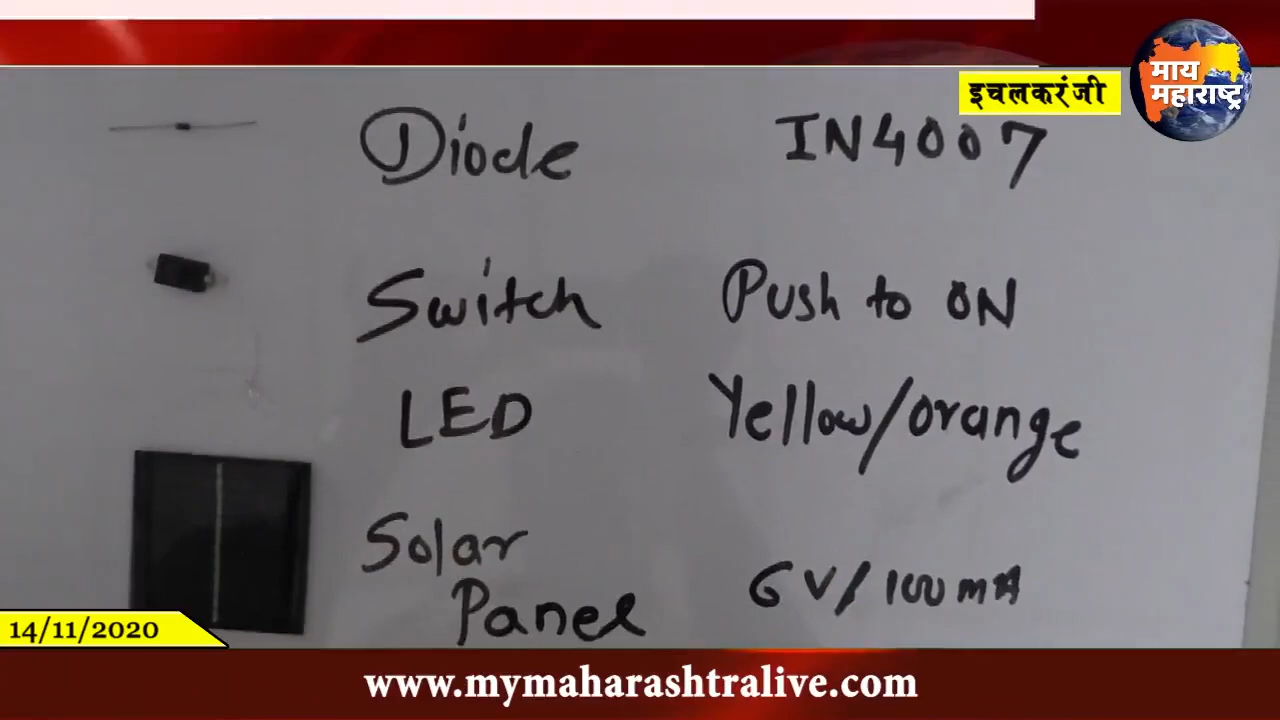 इचलकरंजी
माय
महाराष्ट्र
Diode IN4007
Switch Push to ON
LED Yellow/orange
Solar
Panel 6V/100mA
14/11/2020
www.mymaharashtralive.com